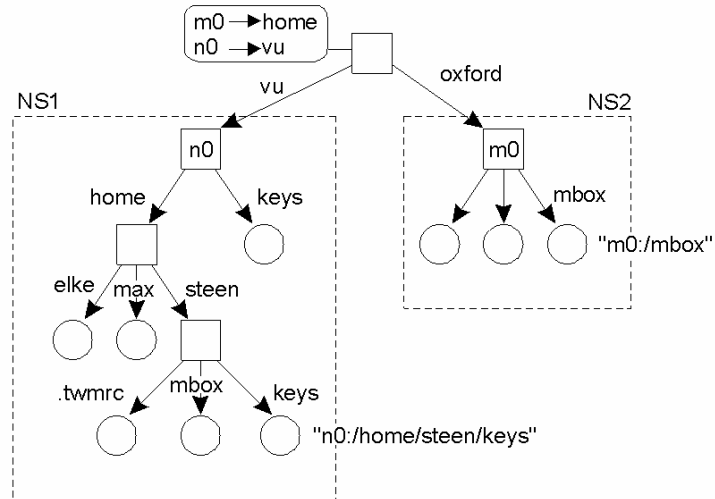 m0 → home
n0 → vu
vu
oxford
NS1
NS2
n0
m0
home
keys
mbox
"m0:/mbox"
elke
max
steen
.twmrc
mbox
keys
"n0:/home/steen/keys"